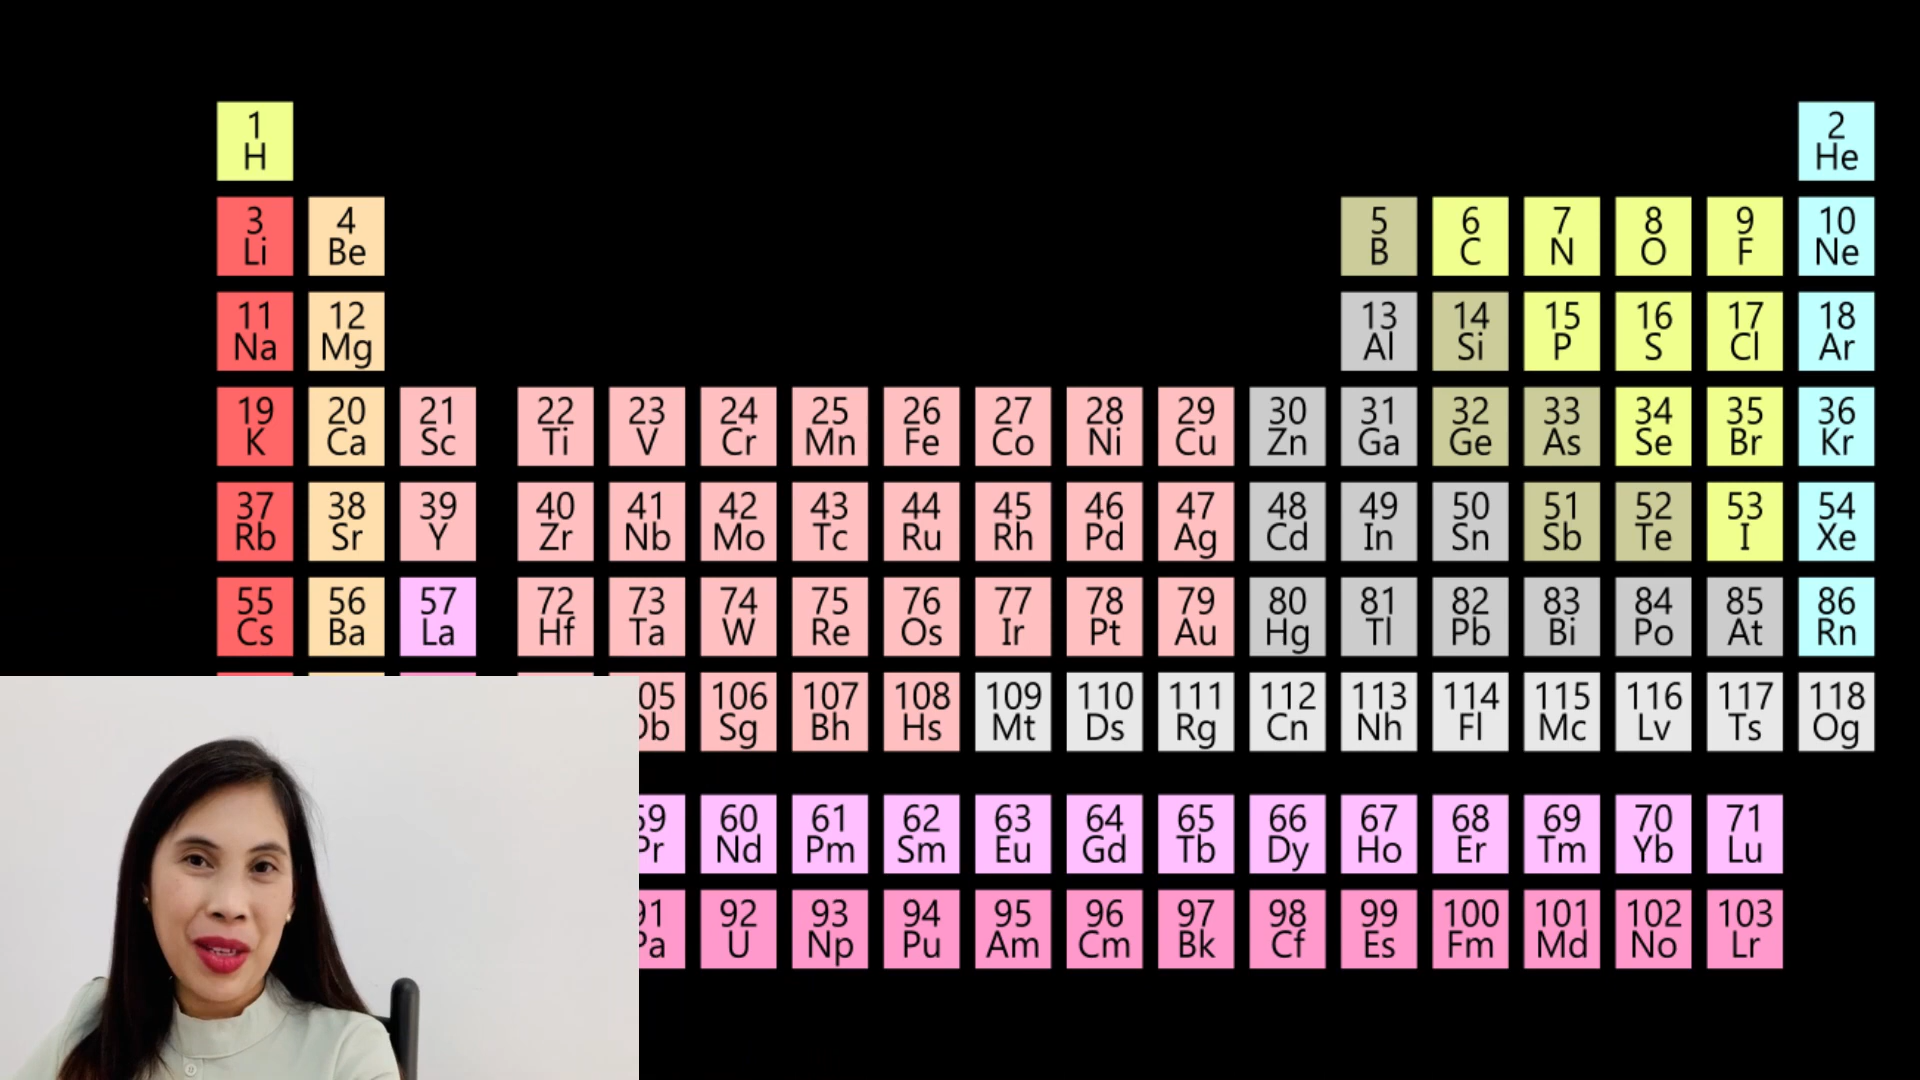 1
H
2
He
3
Li
4
Be
5
B
6
C
7
N
8
O
9
F
10
Ne
11
Na
12
Mg
13
Al
14
Si
15
P
16
S
17
Cl
18
Ar
19
K
20
Ca
21
Sc
22
Ti
23
V
24
Cr
25
Mn
26
Fe
27
Co
28
Ni
29
Cu
30
Zn
31
Ga
32
Ge
33
As
34
Se
35
Br
36
Kr
37
Rb
38
Sr
39
Y
40
Zr
41
Nb
42
Mo
43
Tc
44
Ru
45
Rh
46
Pd
47
Ag
48
Cd
49
In
50
Sn
51
Sb
52
Te
53
I
54
Xe
55
Cs
56
Ba
57
La
72
Hf
73
Ta
74
W
75
Re
76
Os
77
Ir
78
Pt
79
Au
80
Hg
81
Tl
82
Pb
83
Bi
84
Po
85
At
86
Rn
106
Sg
107
Bh
108
Hs
109
Mt
110
Ds
111
Rg
112
Cn
113
Nh
114
Fl
115
Mc
116
Lv
117
Ts
118
Og
60
Nd
61
Pm
62
Sm
63
Eu
64
Gd
65
Tb
66
Dy
67
Ho
68
Er
69
Tm
70
Yb
71
Lu
92
U
93
Np
94
Pu
95
Am
96
Cm
97
Bk
98
Cf
99
Es
100
Fm
101
Md
102
No
103
Lr